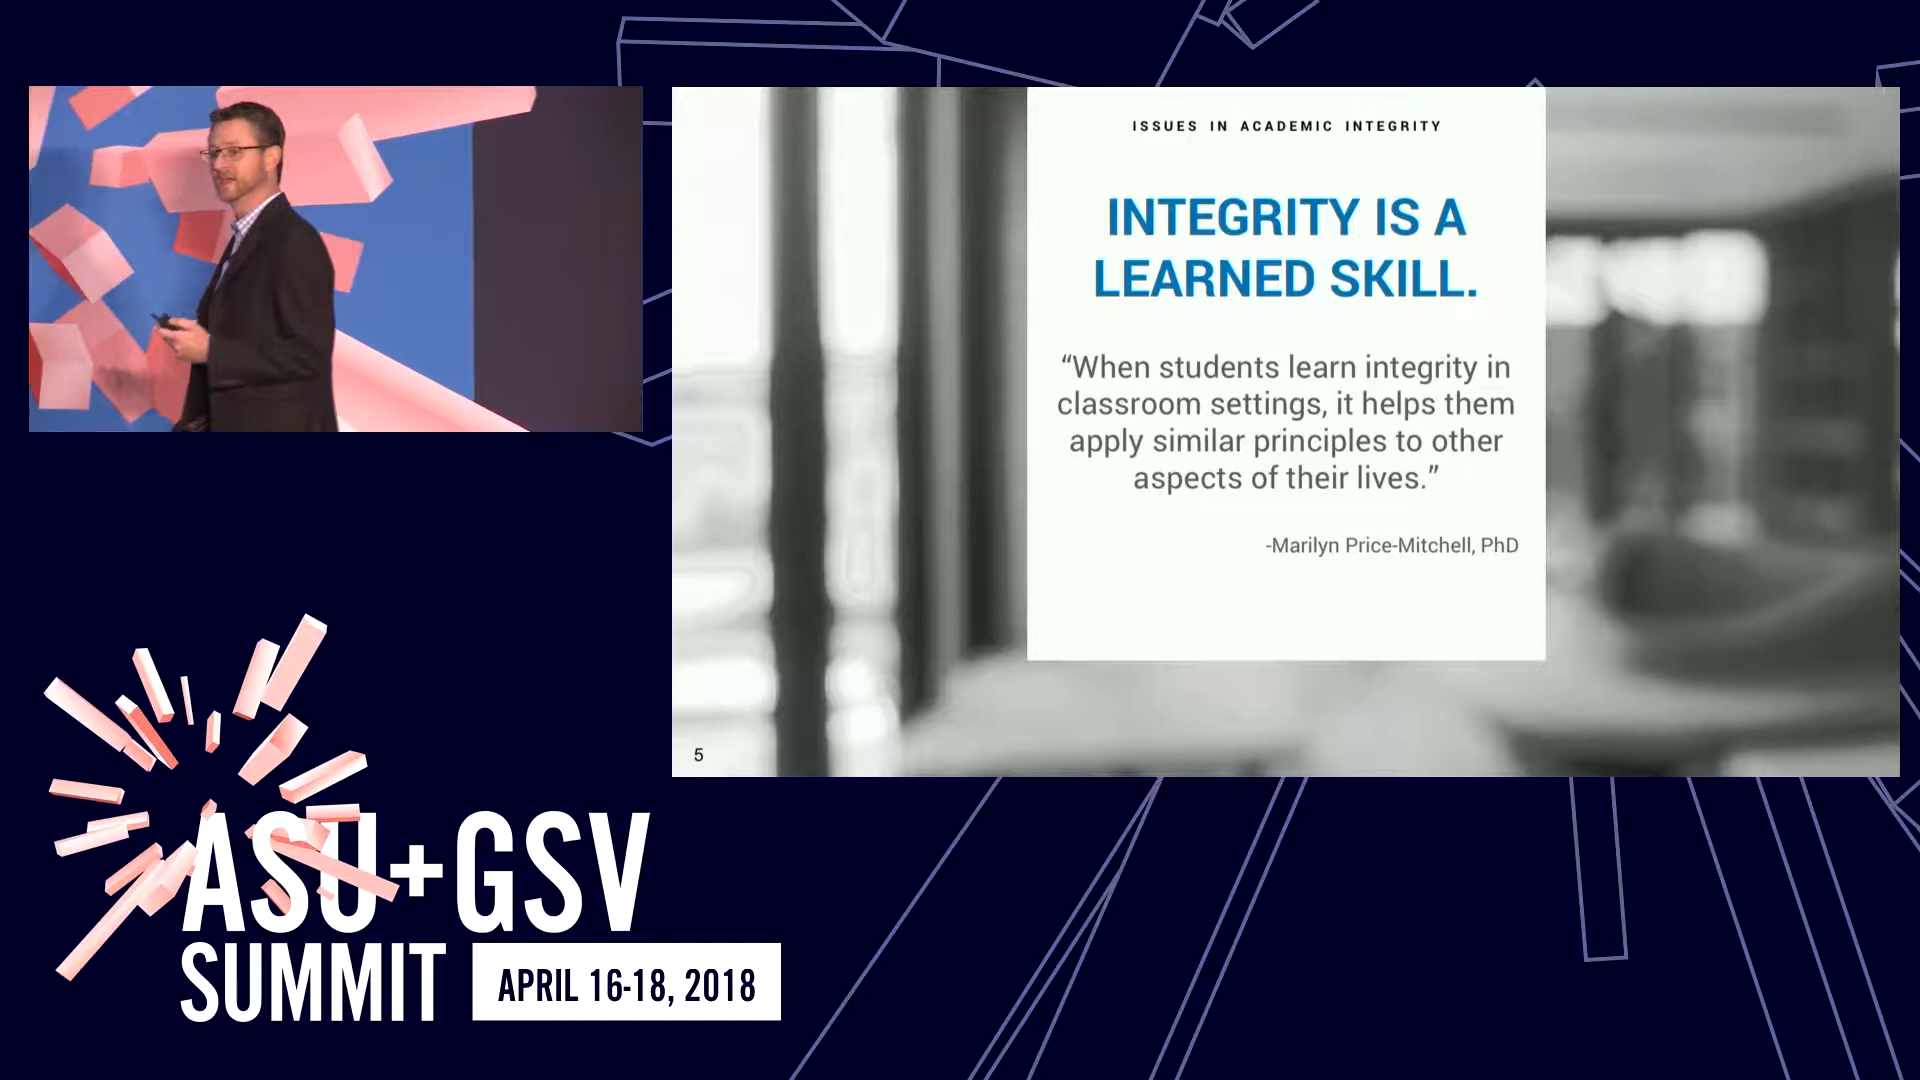 ISSUES IN ACADEMIC INTEGRITY
INTEGRITY IS A
LEARNED SKILL.
“When students learn integrity in
classroom settings, it helps them
apply similar principles to other
aspects of their lives.”
-Marilyn Price-Mitchell, PhD
5
ASU+GSV
SUMMIT
APRIL 16-18, 2018